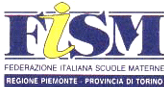 FiSM
FEDERAZIONE ITALIANA SCUOLE MATERNE
REGIONE PIEMONTE - PROVINCIA DI TORINO